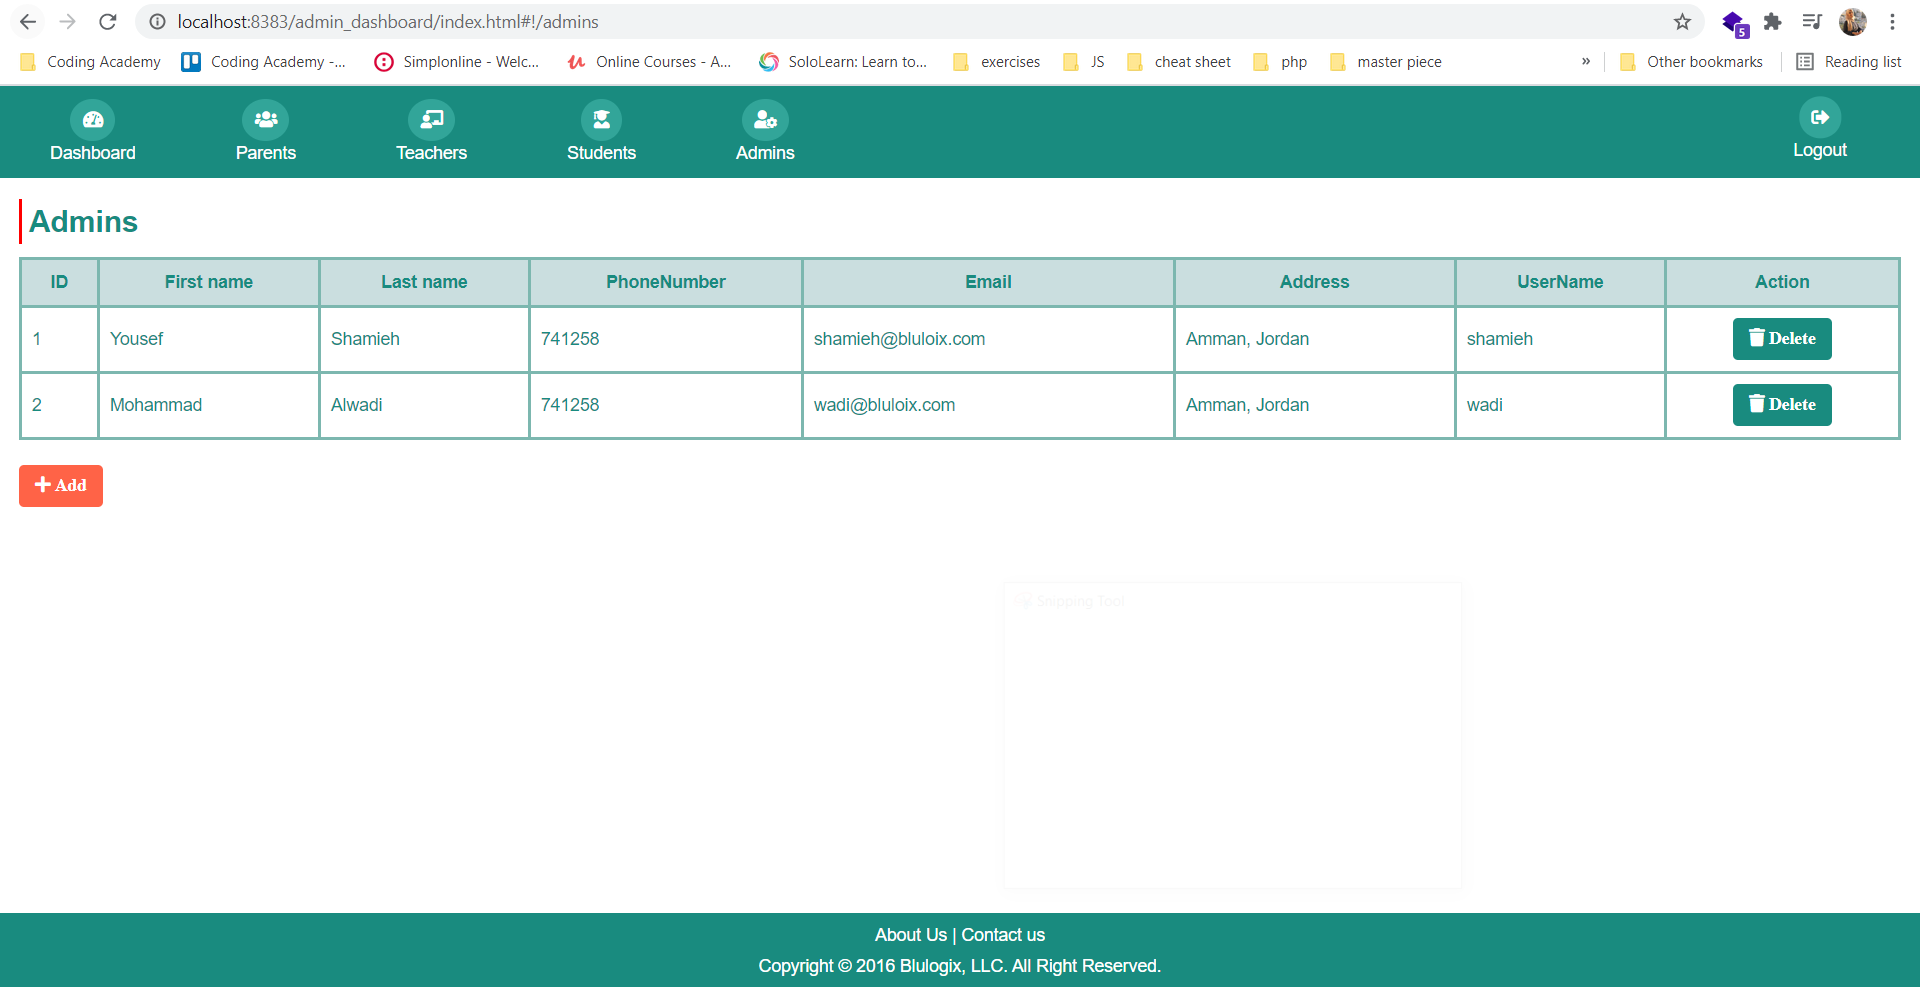 localhost:8383/admin_dashboard/index.html#!/admins
5
Coding Academy Coding Academy -... Simplonline - Welc... Online Courses - A... SoloLearn: Learn to... exercises JS cheat sheet php master piece » Other bookmarks Reading list
Dashboard Parents Teachers Students Admins Logout
Admins
ID First name Last name PhoneNumber Email Address UserName Action
1 Yousef Shamieh 741258 shamieh@bluloix.com Amman, Jordan shamieh Delete
2 Mohammad Alwadi 741258 wadi@bluloix.com Amman, Jordan wadi Delete
Add
Snipping Tool
About Us | Contact us
Copyright © 2016 Blulogix, LLC. All Right Reserved.